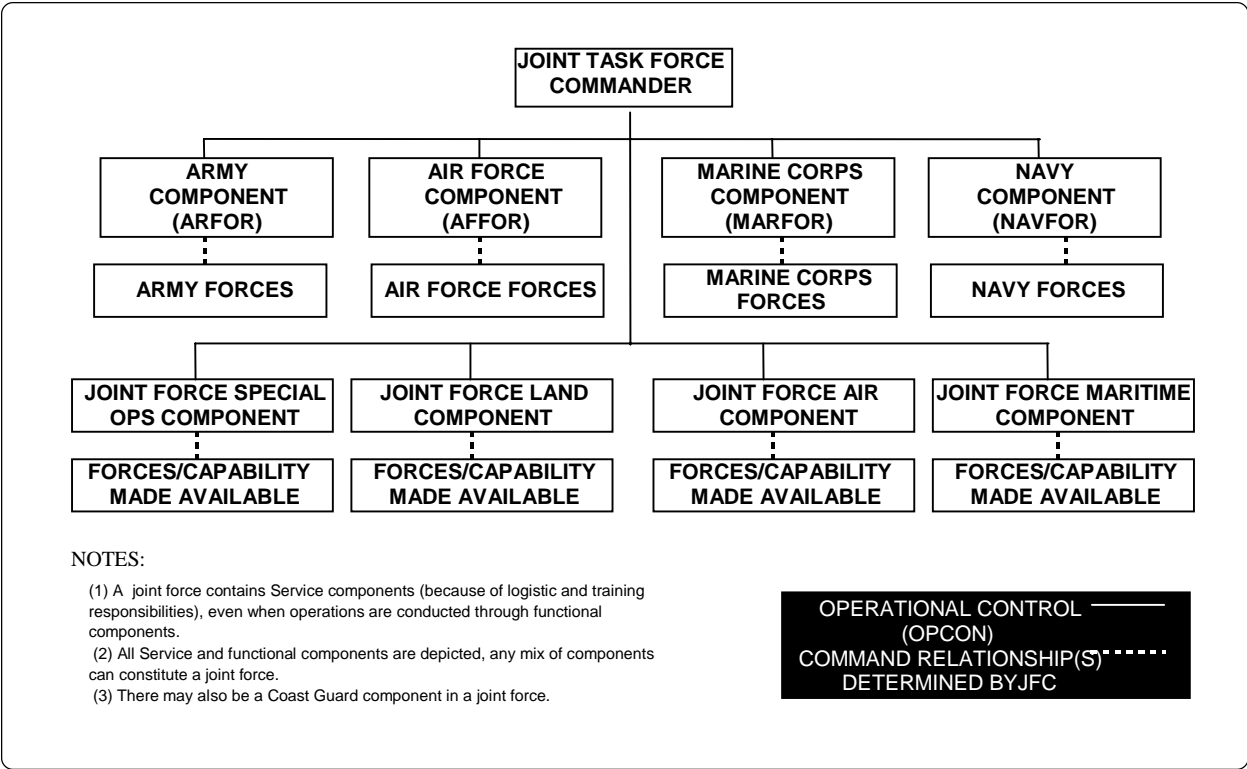 JOINT TASK FORCE
COMMANDER
ARMY
COMPONENT
(ARFOR)
AIR FORCE
COMPONENT
(AFFOR)
MARINE CORPS
COMPONENT
(MARFOR)
NAVY
COMPONENT
(NAVFOR)
ARMY FORCES
AIR FORCE FORCES
MARINE CORPS
FORCES
NAVY FORCES
JOINT FORCE SPECIAL
OPS COMPONENT
JOINT FORCE LAND
COMPONENT
JOINT FORCE AIR
COMPONENT
JOINT FORCE MARITIME
COMPONENT
FORCES/CAPABILITY
MADE AVAILABLE
FORCES/CAPABILITY
MADE AVAILABLE
FORCES/CAPABILITY
MADE AVAILABLE
FORCES/CAPABILITY
MADE AVAILABLE
NOTES:
(1) A joint force contains Service components (because of logistic and training
responsibilities), even when operations are conducted through functional
components.
(2) All Service and functional components are depicted, any mix of components
can constitute a joint force.
(3) There may also be a Coast Guard component in a joint force.
OPERATIONAL CONTROL
(OPCON)
COMMAND RELATIONSHIP(S)
DETERMINED BYJFC